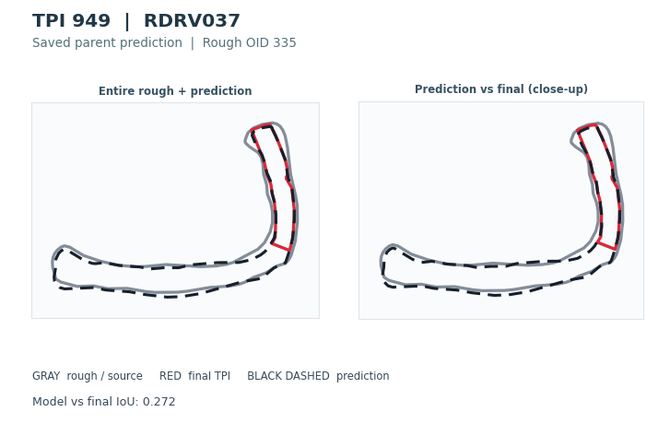 TPI 949 | RDRV037
Saved parent prediction | Rough OID 335
Entire rough + prediction
Prediction vs final (close-up)
GRAY rough / source RED final TPI BLACK DASHED prediction
Model vs final IoU: 0.272